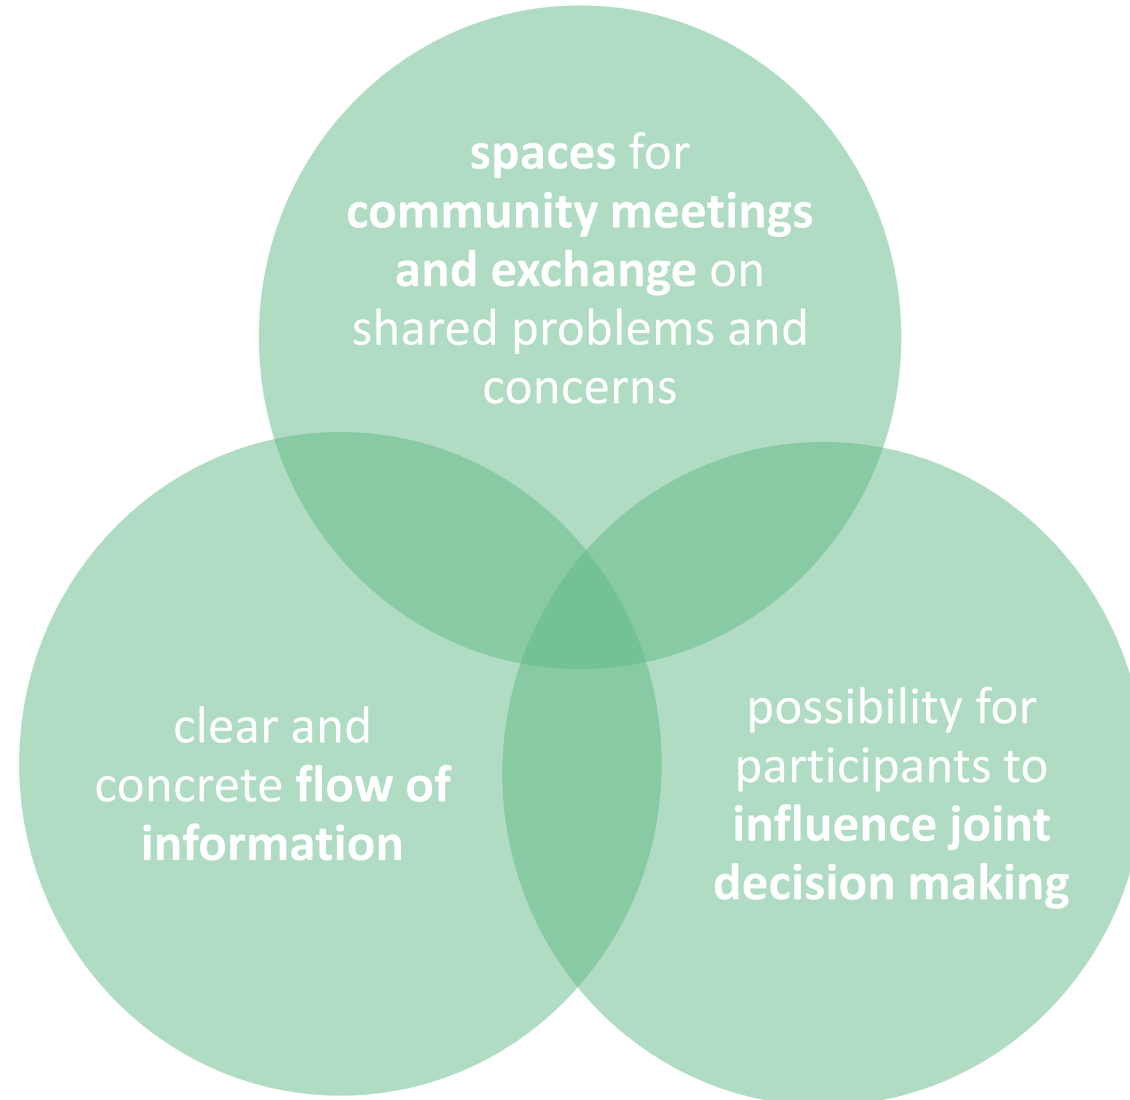 spaces for
community meetings
and exchange on
shared problems and
concerns
clear and
concrete flow of
information
possibility for
participants to
influence joint
decision making